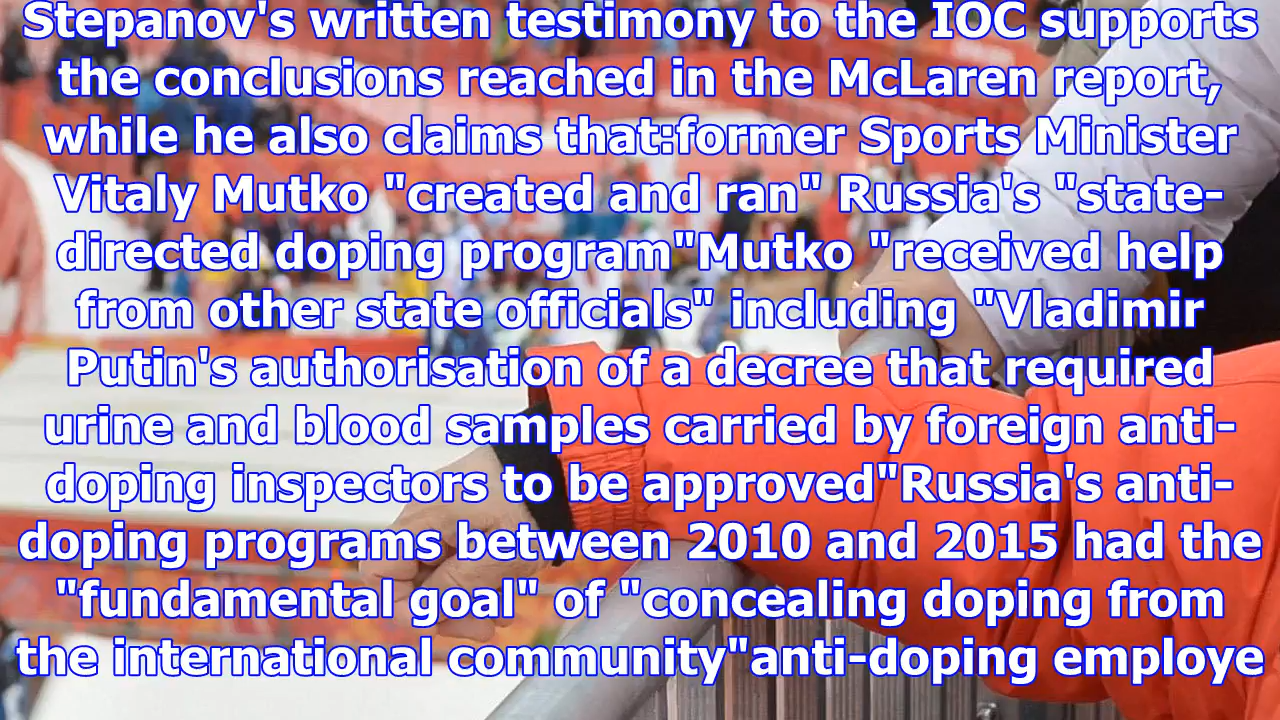 Stepanov's written testimony to the IOC supports
the conclusions reached in the McLaren report,
while he also claims that:former Sports Minister
Vitaly Mutko "created and ran" Russia's "state-
directed doping program"Mutko "received help
from other state officials" including "Vladimir
Putin's authorisation of a decree that required
urine and blood samples carried by foreign anti-
doping inspectors to be approved"Russia's anti-
doping programs between 2010 and 2015 had the
"fundamental goal" of "concealing doping from
the international community"anti-doping employe